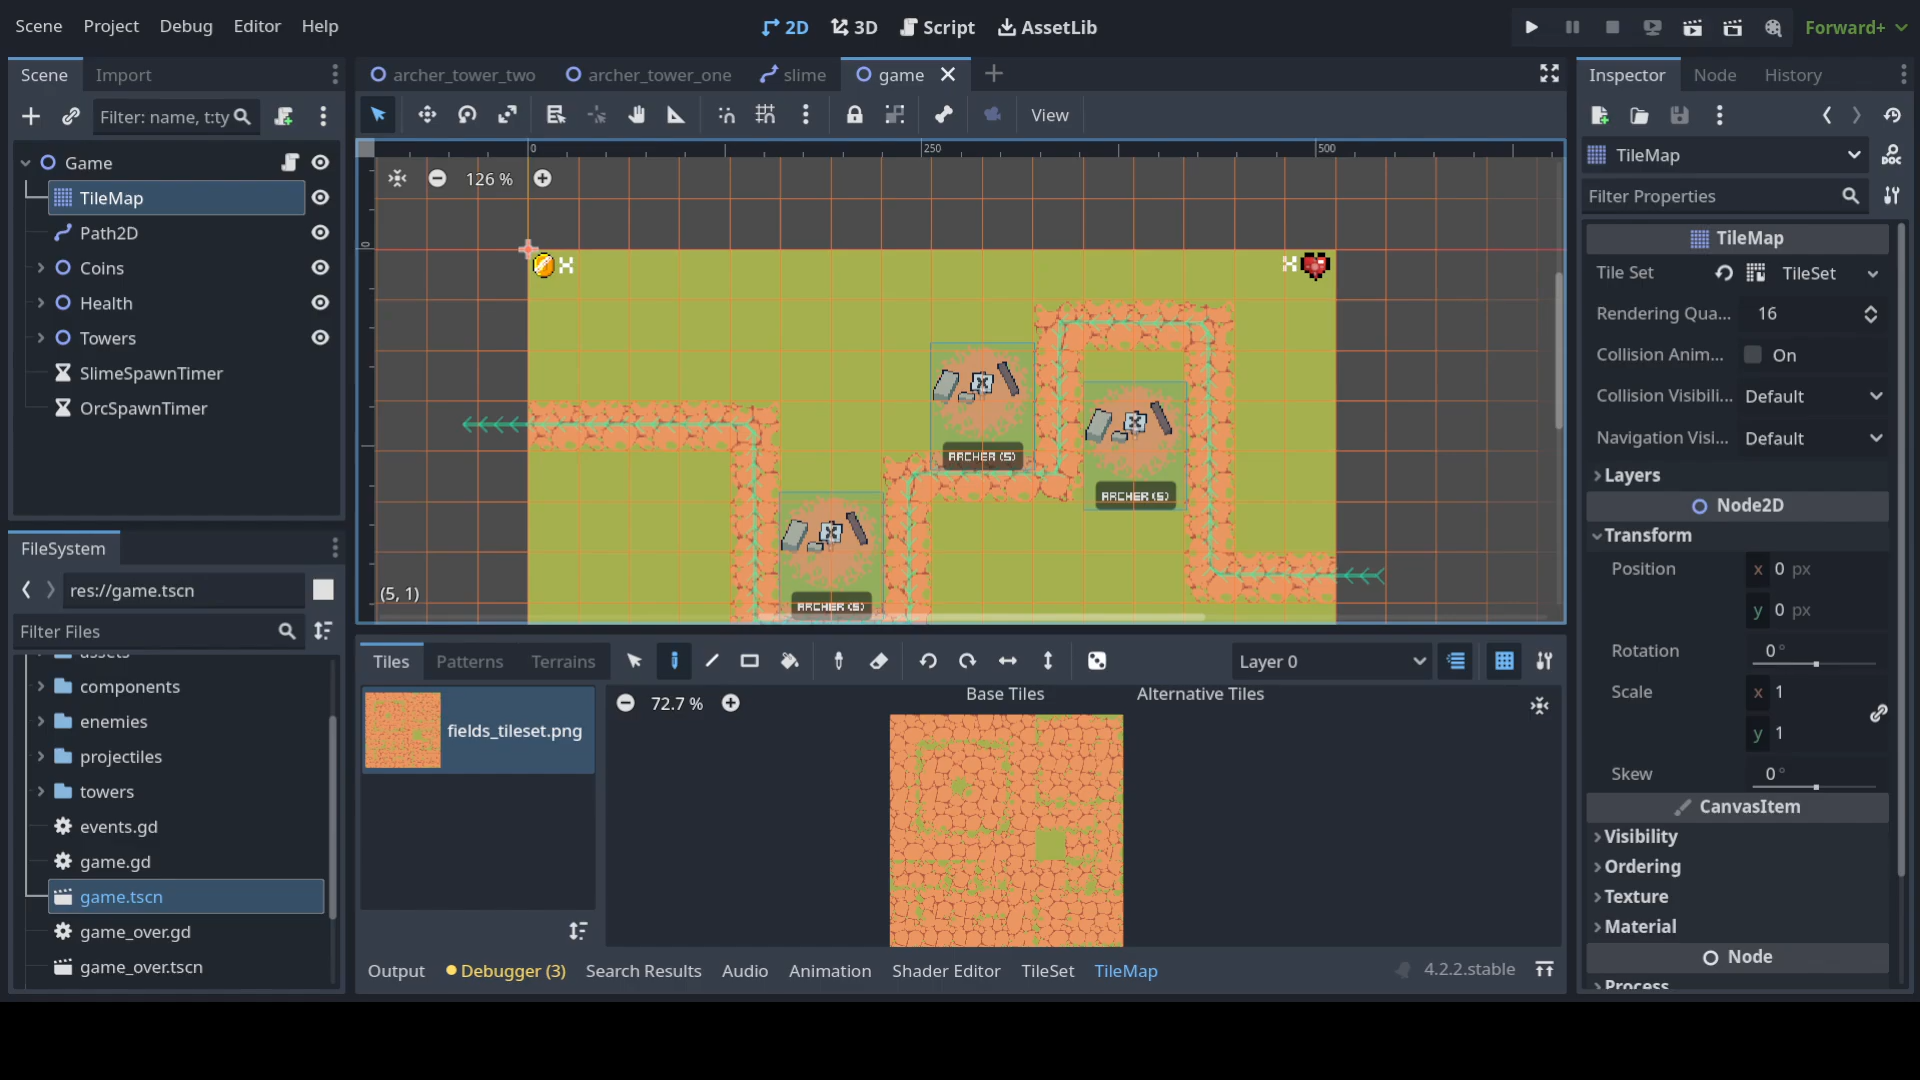 Scene Project Debug Editor Help
2D 3D Script AssetLib
Forward+
Scene Import
archer_tower_two archer_tower_one slime game
Inspector Node History
Filter: name, t:ty
View
Game
TileMap
Path2D
Coins
Health
Towers
SlimeSpawnTimer
OrcSpawnTimer
0 250 500
0
126 %
X
X
ARCHER (5)
ARCHER (5)
ARCHER (5)
(5, 1)
FileSystem
res://game.tscn
Filter Files
assets
components
enemies
projectiles
towers
events.gd
game.gd
game.tscn
game_over.gd
game_over.tscn
Tiles Patterns Terrains
Layer 0
fields_tileset.png
72.7 %
Base Tiles Alternative Tiles
Output Debugger (3) Search Results Audio Animation Shader Editor TileSet TileMap
4.2.2.stable
TileMap
Filter Properties
TileMap
Tile Set TileSet
Rendering Qua... 16
Collision Anim... On
Collision Visibili... Default
Navigation Visi... Default
Layers
Node2D
Transform
Position x 0 px
y 0 px
Rotation 0 °
Scale x 1
y 1
Skew 0 °
CanvasItem
Visibility
Ordering
Texture
Material
Node
Process